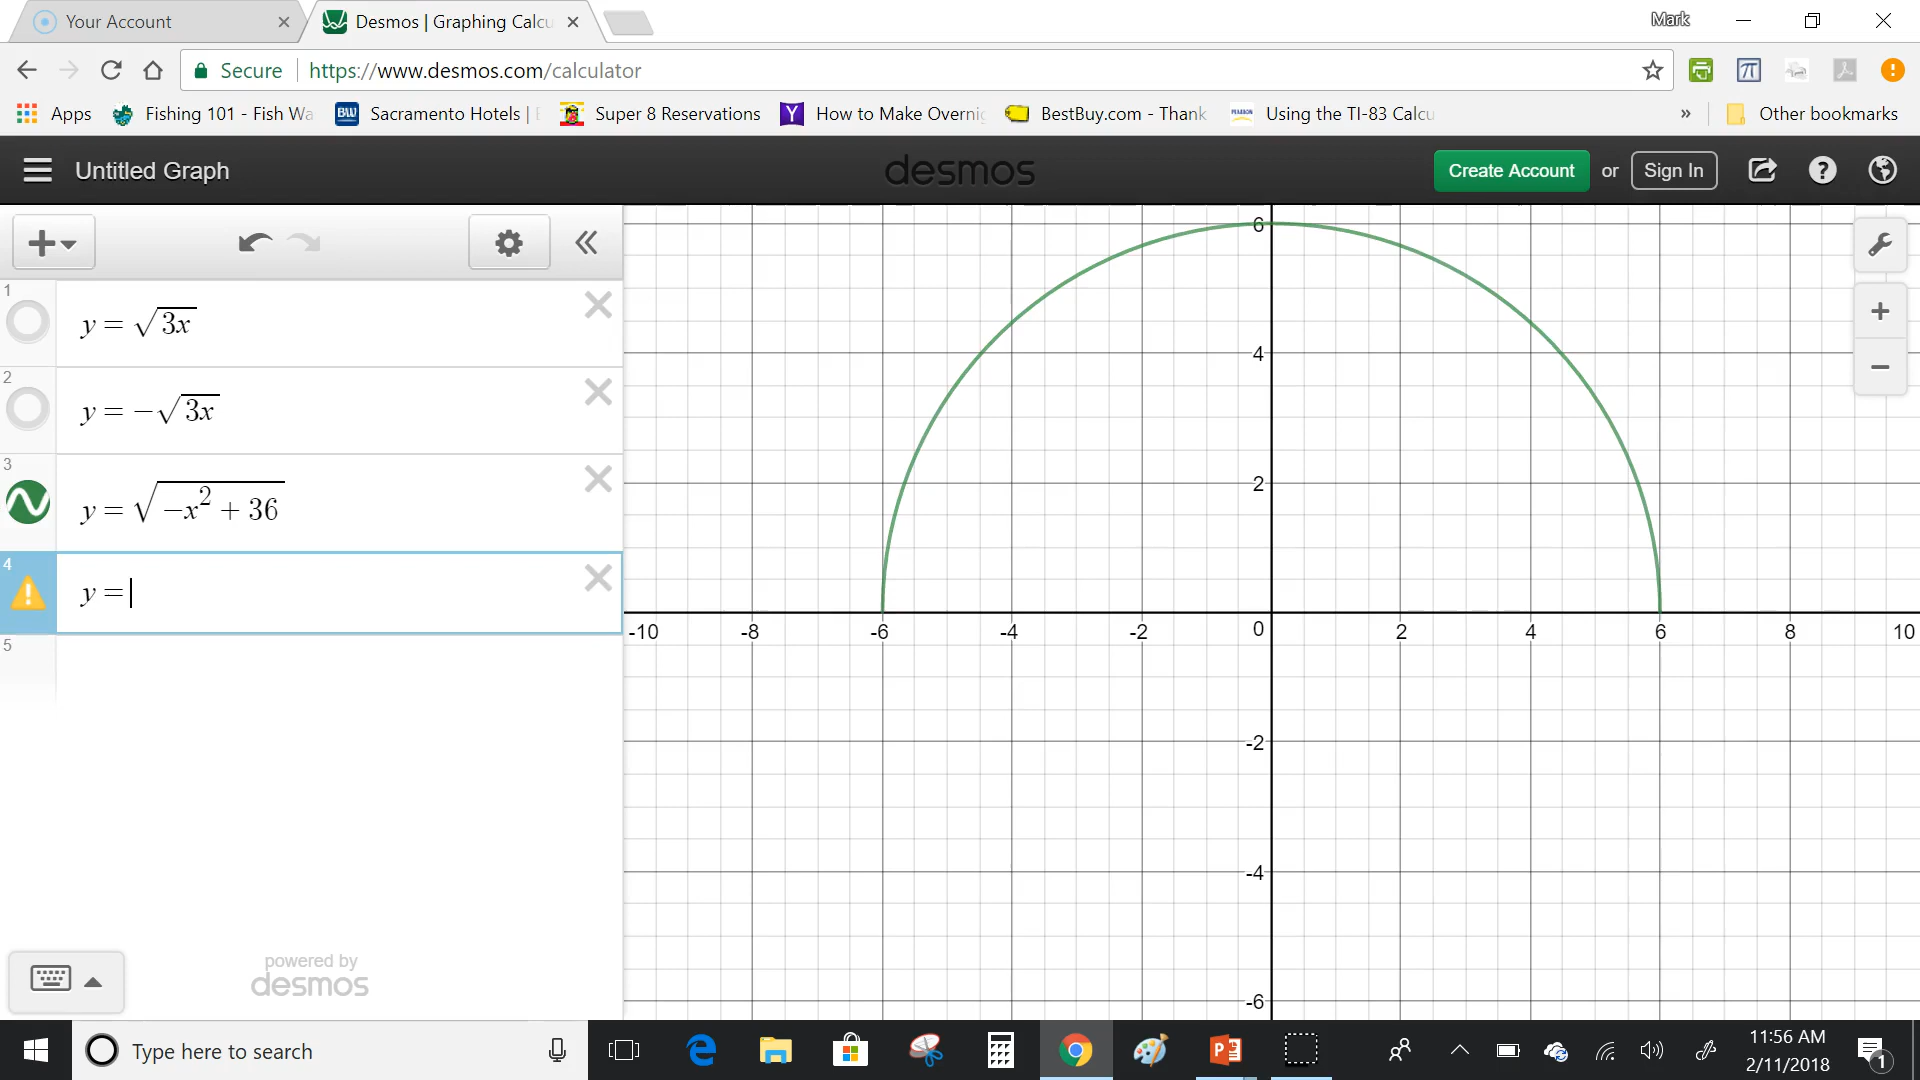 Your Account
Desmos | Graphing Calcu
Mark
Secure https://www.desmos.com/calculator
Apps Fishing 101 - Fish Wa Sacramento Hotels | Super 8 Reservations How to Make Overnig BestBuy.com - Thank Using the TI-83 Calcu » Other bookmarks
Untitled Graph
desmos
Create Account or Sign In
1
y = √3x
2
y = −√3x
3
y = √−x² + 36
4
y =
5
powered by
desmos
6
4
2
-10 -8 -6 -4 -2 0 2 4 6 8 10
-2
-4
-6
Type here to search
11:56 AM
2/11/2018
1